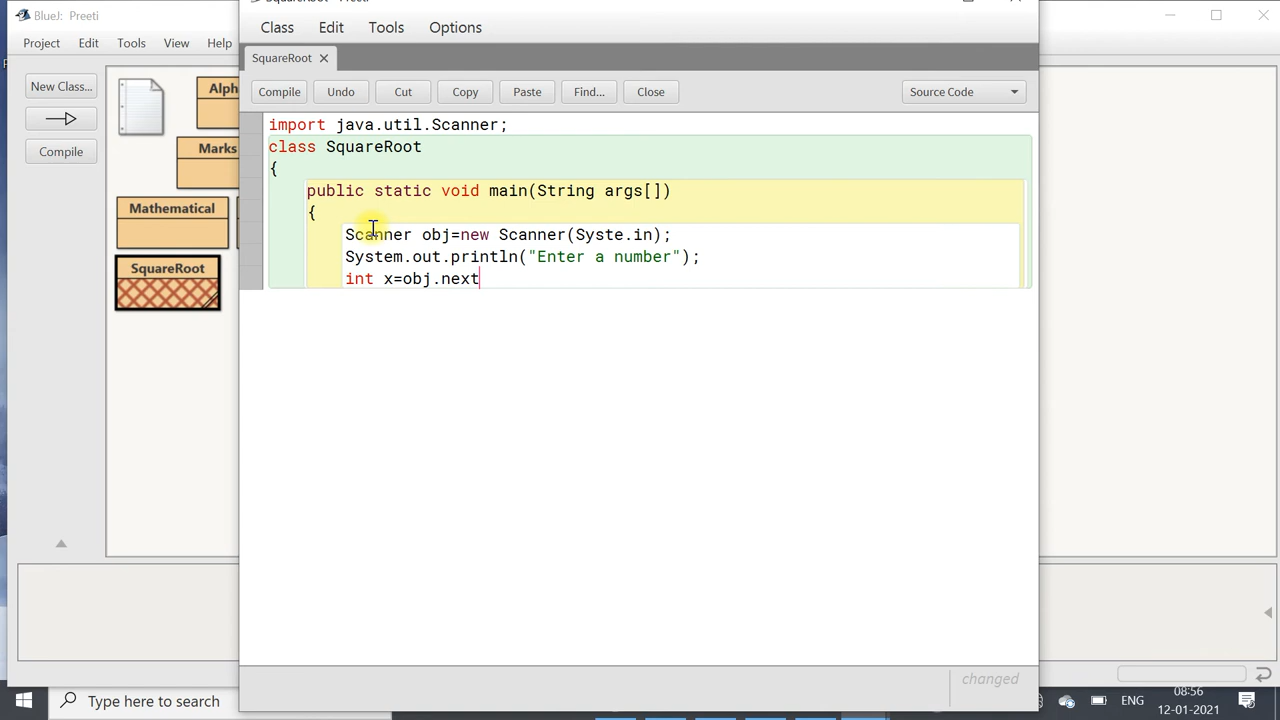 BlueJ: Preeti
Project Edit Tools View Help
New Class...
Compile
Alph
Marks
Mathematical
SquareRoot
SquareRoot - Preeti
Class Edit Tools Options
SquareRoot
Compile Undo Cut Copy Paste Find... Close Source Code
import java.util.Scanner;
class SquareRoot
{
public static void main(String args[])
{
Scanner obj=new Scanner(Syste.in);
System.out.println("Enter a number");
int x=obj.next
changed
Type here to search
ENG
08:56
12-01-2021